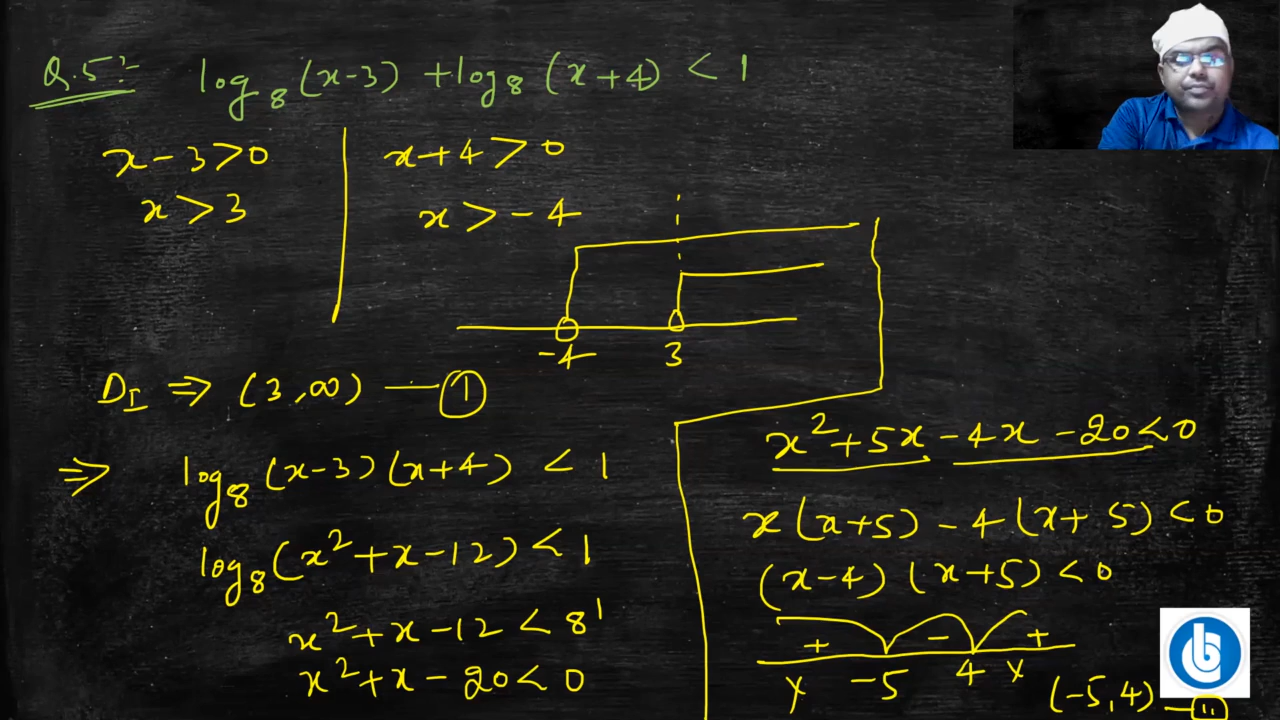 Q.5:- log₈(x-3) + log₈(x+4) < 1
x-3>0
x>3
x+4>0
x>-4
-4 3
D_I ⇒ (3,∞) — ①
⇒ log₈(x-3)(x+4) < 1
log₈(x²+x-12) < 1
x²+x-12 < 8¹
x²+x-20 < 0
x²+5x-4x-20<0
x(x+5)-4(x+5)<0
(x-4)(x+5)<0
+ - +
x -5 4 x
(-5,4) — ⑪